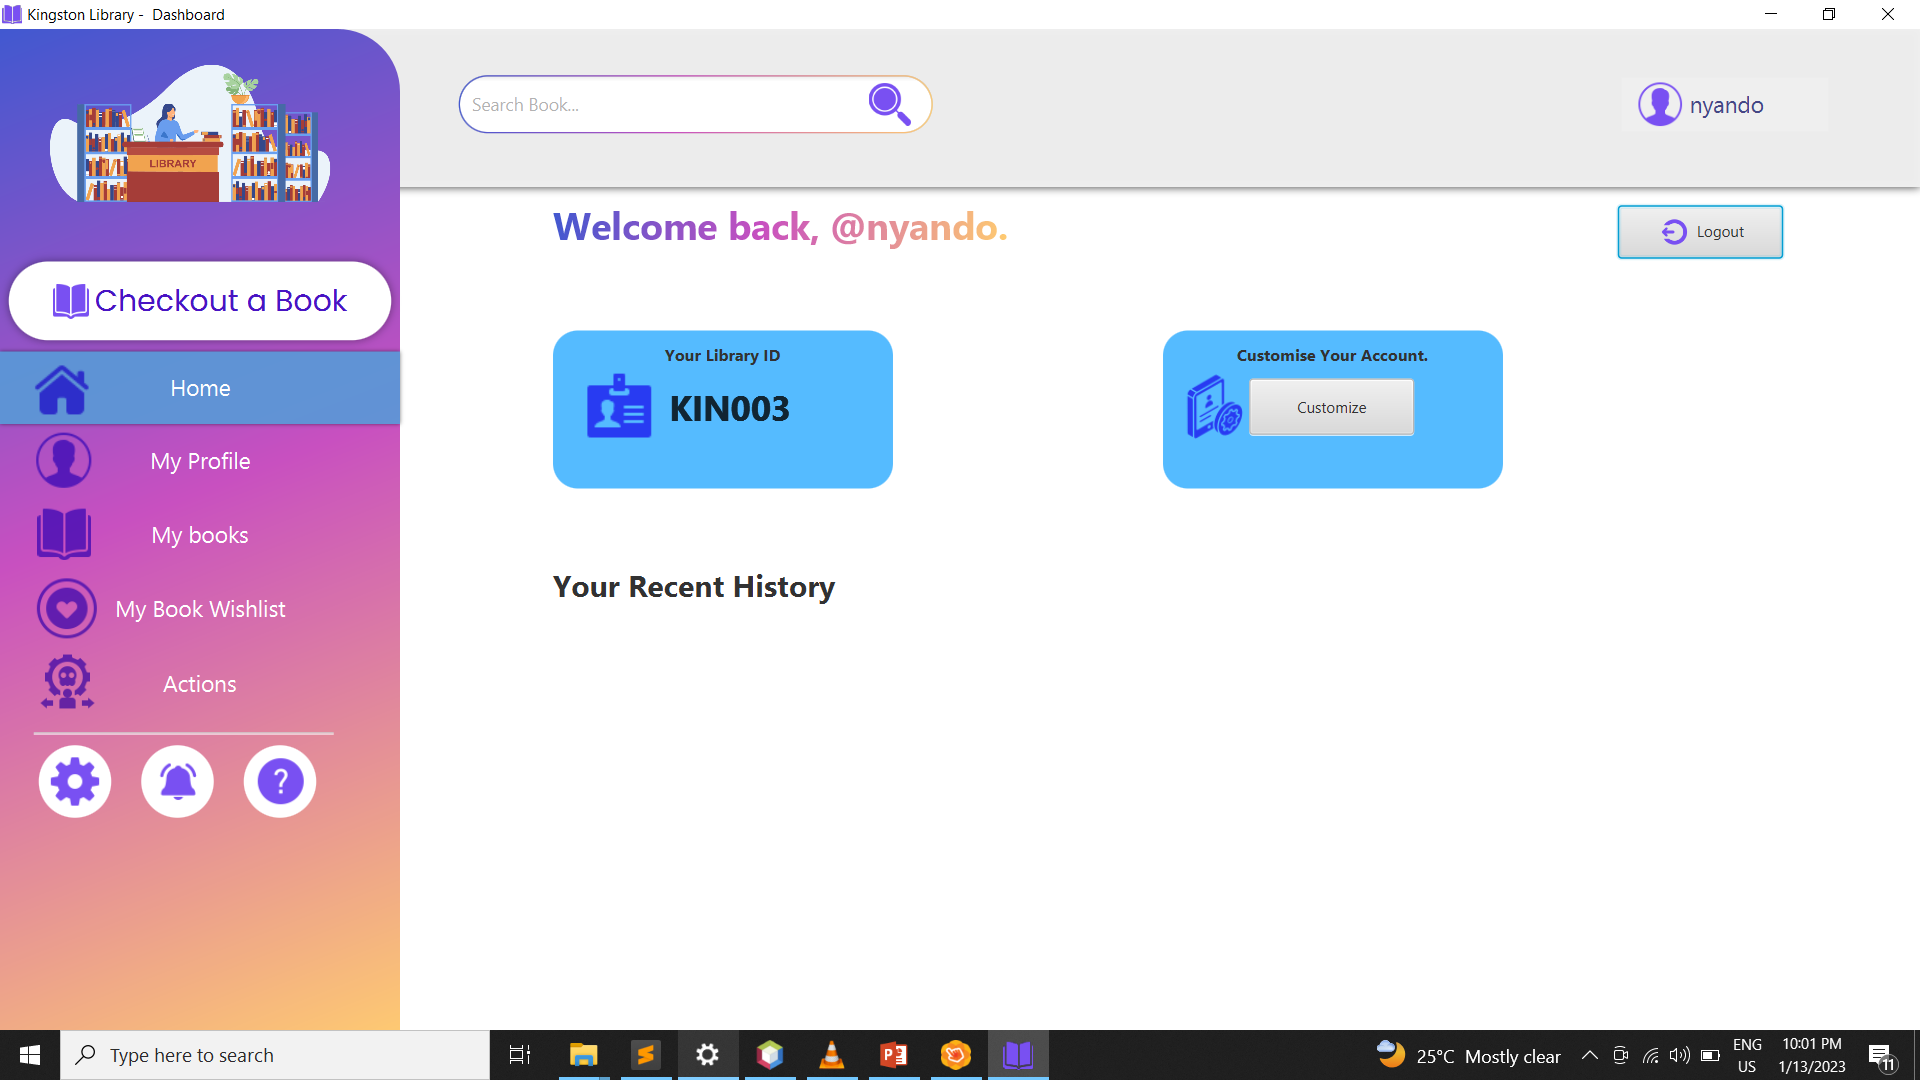 Kingston Library - Dashboard
LIBRARY
Checkout a Book
Home
My Profile
My books
My Book Wishlist
Actions
?
Search Book...
nyando
Welcome back, @nyando.
Logout
Your Library ID
KIN003
Customise Your Account.
Customize
Your Recent History
Type here to search
25°C Mostly clear
ENG
US
10:01 PM
1/13/2023
11